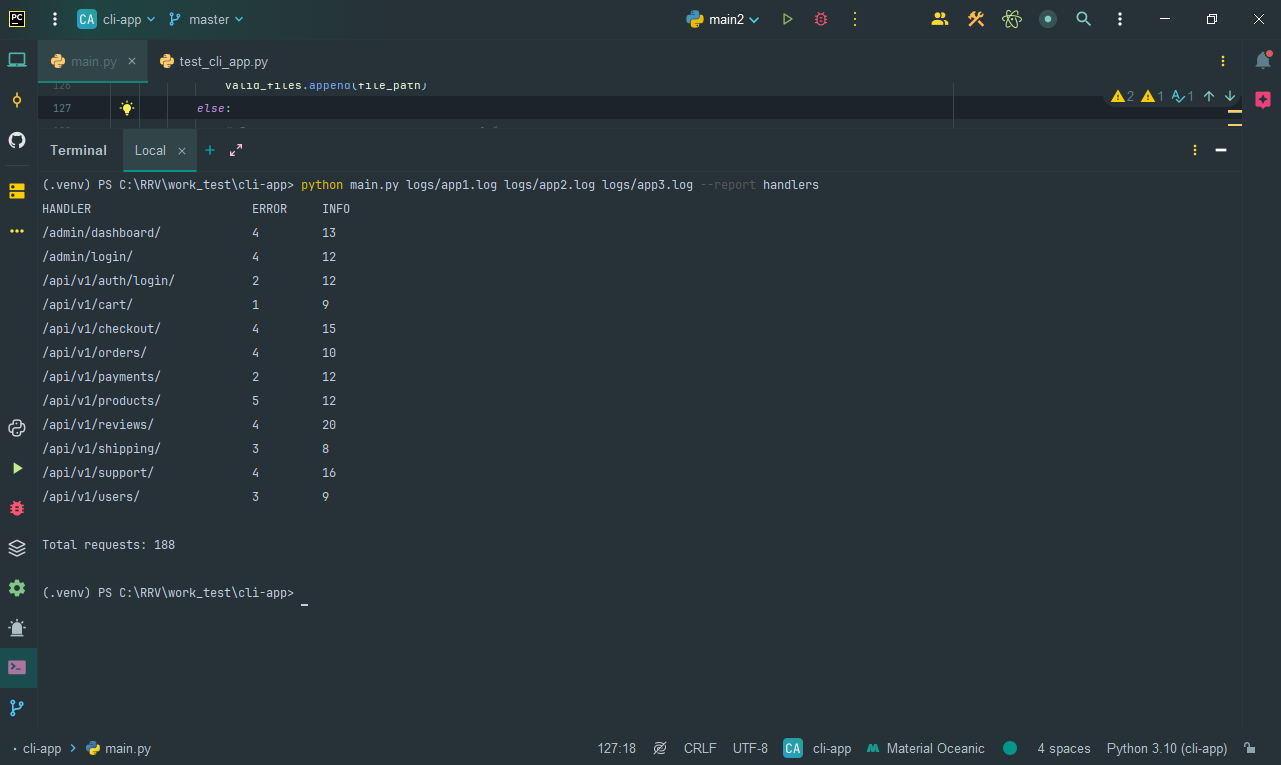 PC CA cli-app master main2
main.py × test_cli_app.py
126 valid_files.append(file_path)
127 else: 2 1 1
Terminal Local ×
(.venv) PS C:\RRV\work_test\cli-app> python main.py logs/app1.log logs/app2.log logs/app3.log --report handlers
HANDLER ERROR INFO
/admin/dashboard/ 4 13
/admin/login/ 4 12
/api/v1/auth/login/ 2 12
/api/v1/cart/ 1 9
/api/v1/checkout/ 4 15
/api/v1/orders/ 4 10
/api/v1/payments/ 2 12
/api/v1/products/ 5 12
/api/v1/reviews/ 4 20
/api/v1/shipping/ 3 8
/api/v1/support/ 4 16
/api/v1/users/ 3 9
Total requests: 188
(.venv) PS C:\RRV\work_test\cli-app>
cli-app > main.py 127:18 CRLF UTF-8 CA cli-app Material Oceanic 4 spaces Python 3.10 (cli-app)